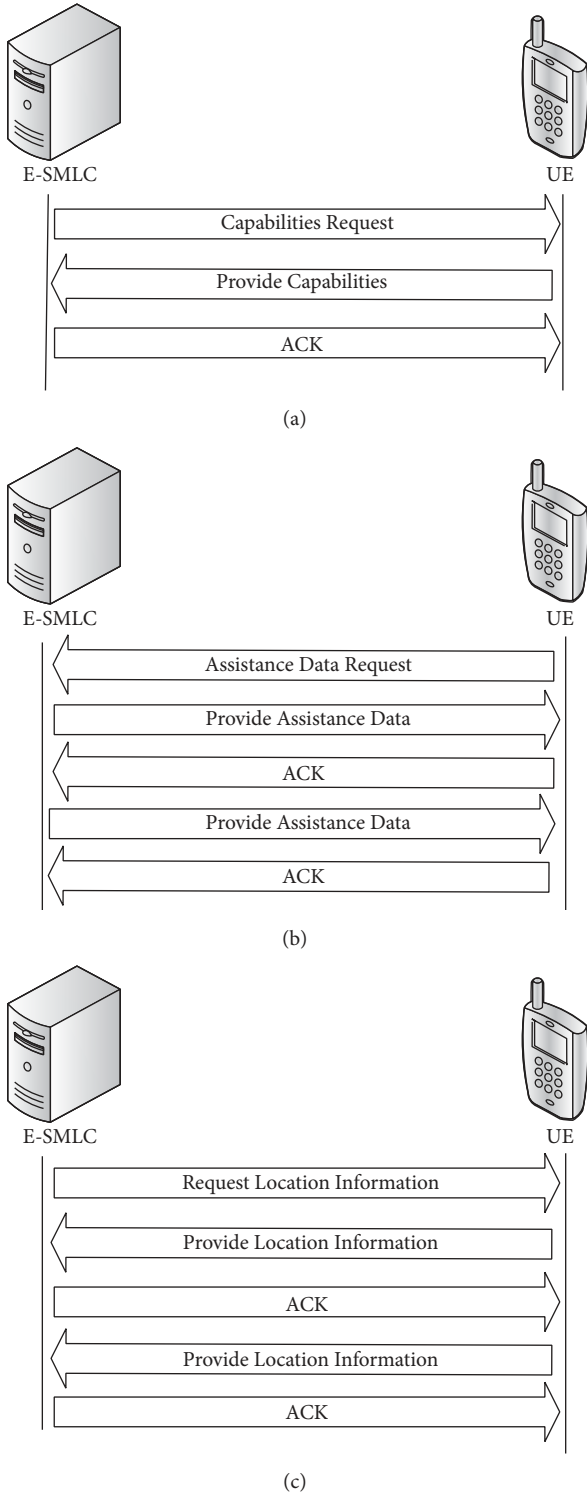 E-SMLC
UE
Capabilities Request
Provide Capabilities
ACK
(a)
E-SMLC
UE
Assistance Data Request
Provide Assistance Data
ACK
Provide Assistance Data
ACK
(b)
E-SMLC
UE
Request Location Information
Provide Location Information
ACK
Provide Location Information
ACK
(c)